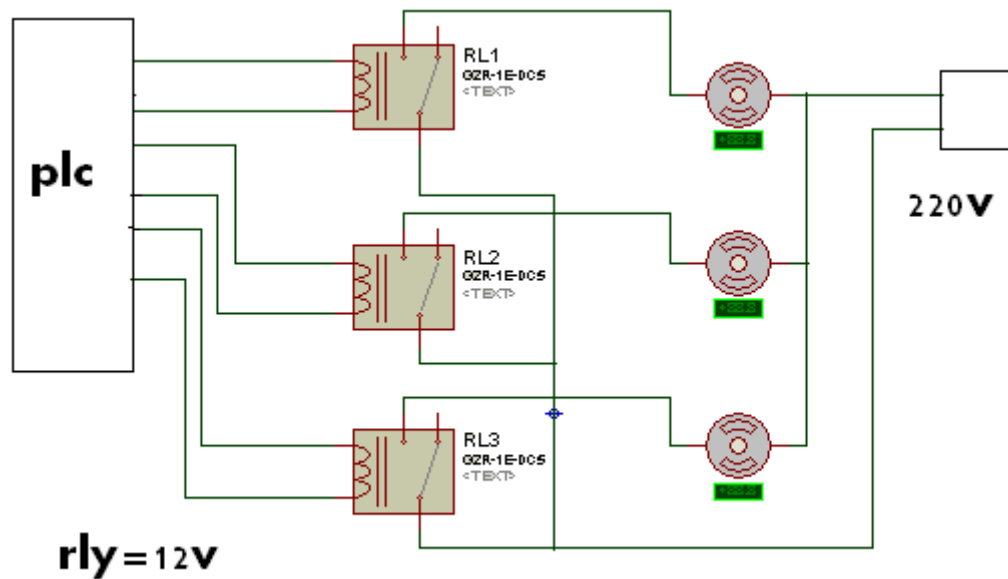 RL1
G2R-1E-DC5
<TEXT>
plc
220v
RL2
G2R-1E-DC5
<TEXT>
RL3
G2R-1E-DC5
<TEXT>
rly=12v